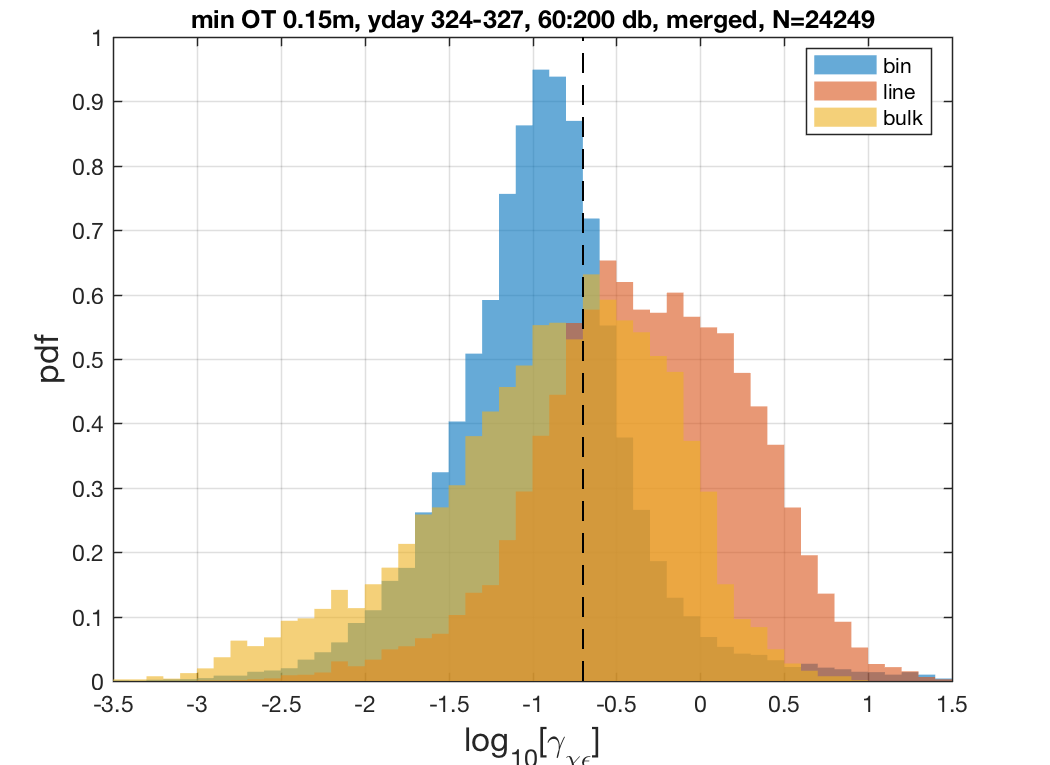 min OT 0.15m, yday 324-327, 60:200 db, merged, N=24249
1
0.9
0.8
0.7
0.6
0.5
0.4
0.3
0.2
0.1
0
pdf
bin
line
bulk
-3.5 -3 -2.5 -2 -1.5 -1 -0.5 0 0.5 1 1.5
log₁₀[γ_χϵ]